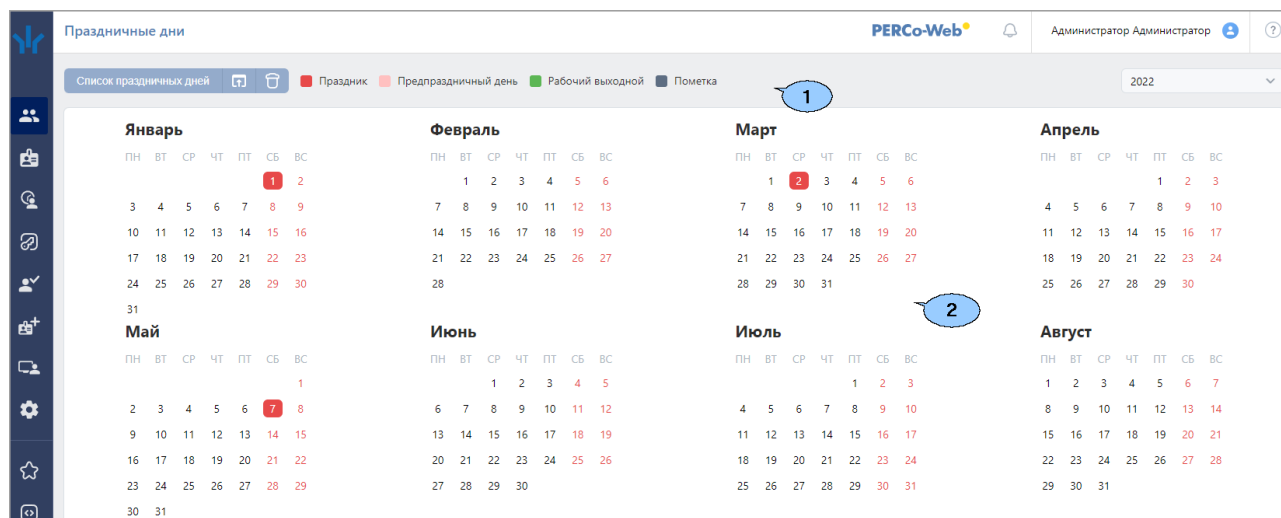 Праздничные дни PERCo-Web Администратор Администратор ?
Список праздничных дней Праздник Предпраздничный день Рабочий выходной Пометка 1 2022
Январь Февраль Март Апрель
ПН ВТ СР ЧТ ПТ СБ ВС ПН ВТ СР ЧТ ПТ СБ ВС ПН ВТ СР ЧТ ПТ СБ ВС ПН ВТ СР ЧТ ПТ СБ ВС
1 2 1 2 3 4 5 6 1 2 3 4 5 6 1 2 3
3 4 5 6 7 8 9 7 8 9 10 11 12 13 7 8 9 10 11 12 13 4 5 6 7 8 9 10
10 11 12 13 14 15 16 14 15 16 17 18 19 20 14 15 16 17 18 19 20 11 12 13 14 15 16 17
17 18 19 20 21 22 23 21 22 23 24 25 26 27 21 22 23 24 25 26 27 18 19 20 21 22 23 24
24 25 26 27 28 29 30 28 28 29 30 31 25 26 27 28 29 30
31 2
Май Июнь Июль Август
ПН ВТ СР ЧТ ПТ СБ ВС ПН ВТ СР ЧТ ПТ СБ ВС ПН ВТ СР ЧТ ПТ СБ ВС ПН ВТ СР ЧТ ПТ СБ ВС
1 1 2 3 4 5 1 2 3 1 2 3 4 5 6 7
2 3 4 5 6 7 8 6 7 8 9 10 11 12 4 5 6 7 8 9 10 8 9 10 11 12 13 14
9 10 11 12 13 14 15 13 14 15 16 17 18 19 11 12 13 14 15 16 17 15 16 17 18 19 20 21
16 17 18 19 20 21 22 20 21 22 23 24 25 26 18 19 20 21 22 23 24 22 23 24 25 26 27 28
23 24 25 26 27 28 29 27 28 29 30 25 26 27 28 29 30 31 29 30 31
30 31